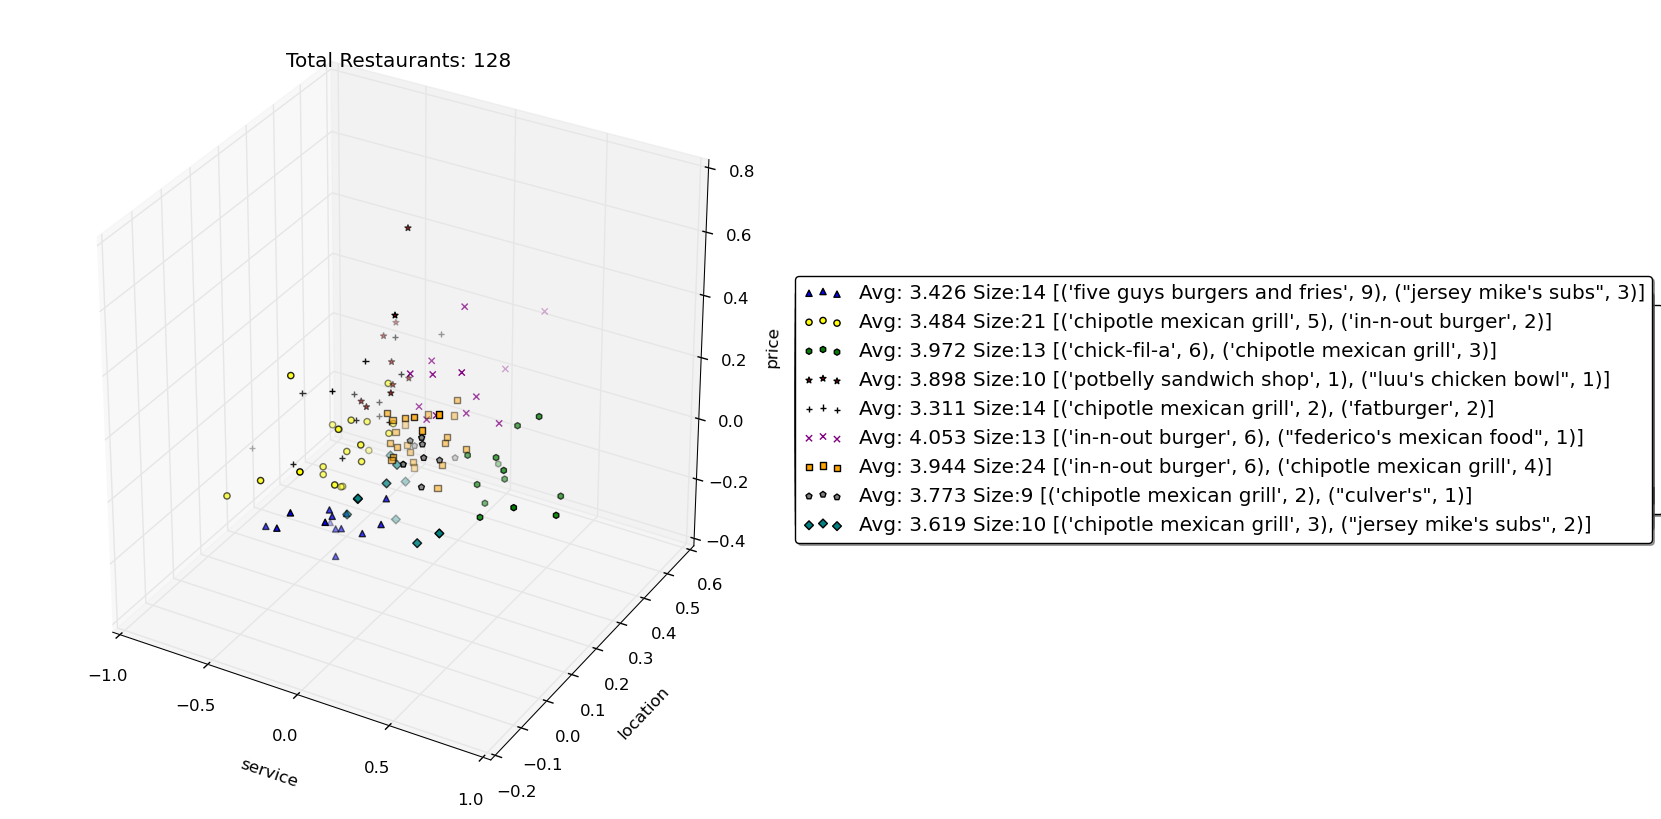 Total Restaurants: 128
0.8
0.6
0.4
0.2
0.0
−0.2
−0.4
price
0.6
0.5
0.4
0.3
0.2
0.1
0.0
−0.1
−0.2
location
−1.0
−0.5
0.0
0.5
1.0
service
Avg: 3.426 Size:14 [('five guys burgers and fries', 9), ("jersey mike's subs", 3)]
Avg: 3.484 Size:21 [('chipotle mexican grill', 5), ('in-n-out burger', 2)]
Avg: 3.972 Size:13 [('chick-fil-a', 6), ('chipotle mexican grill', 3)]
Avg: 3.898 Size:10 [('potbelly sandwich shop', 1), ("luu's chicken bowl", 1)]
Avg: 3.311 Size:14 [('chipotle mexican grill', 2), ('fatburger', 2)]
Avg: 4.053 Size:13 [('in-n-out burger', 6), ("federico's mexican food", 1)]
Avg: 3.944 Size:24 [('in-n-out burger', 6), ('chipotle mexican grill', 4)]
Avg: 3.773 Size:9 [('chipotle mexican grill', 2), ("culver's", 1)]
Avg: 3.619 Size:10 [('chipotle mexican grill', 3), ("jersey mike's subs", 2)]